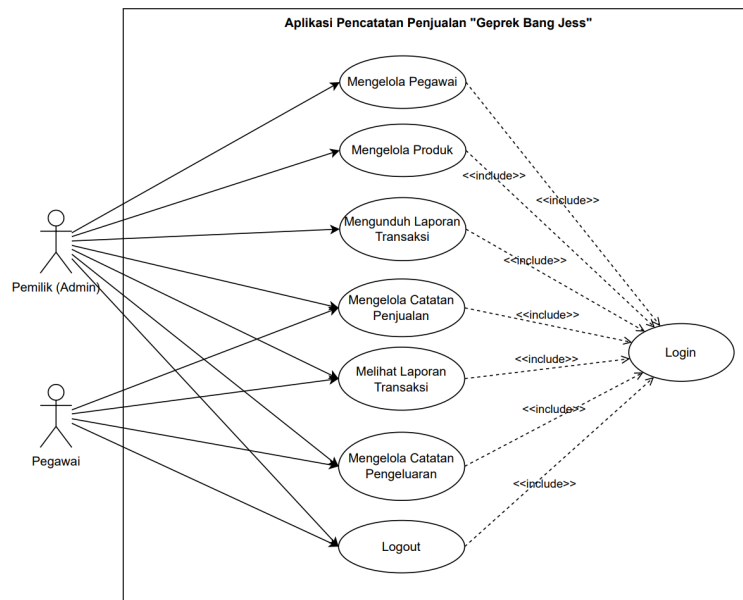 Aplikasi Pencatatan Penjualan "Geprek Bang Jess"
Mengelola Pegawai
Mengelola Produk
<<include>>
<<include>>
Mengunduh Laporan
Transaksi
<<include>>
Pemilik (Admin)
Mengelola Catatan
Penjualan
<<include>>
Login
Melihat Laporan
Transaksi
<<include>>
Pegawai
Mengelola Catatan
Pengeluaran
<<include>>
<<include>>
Logout